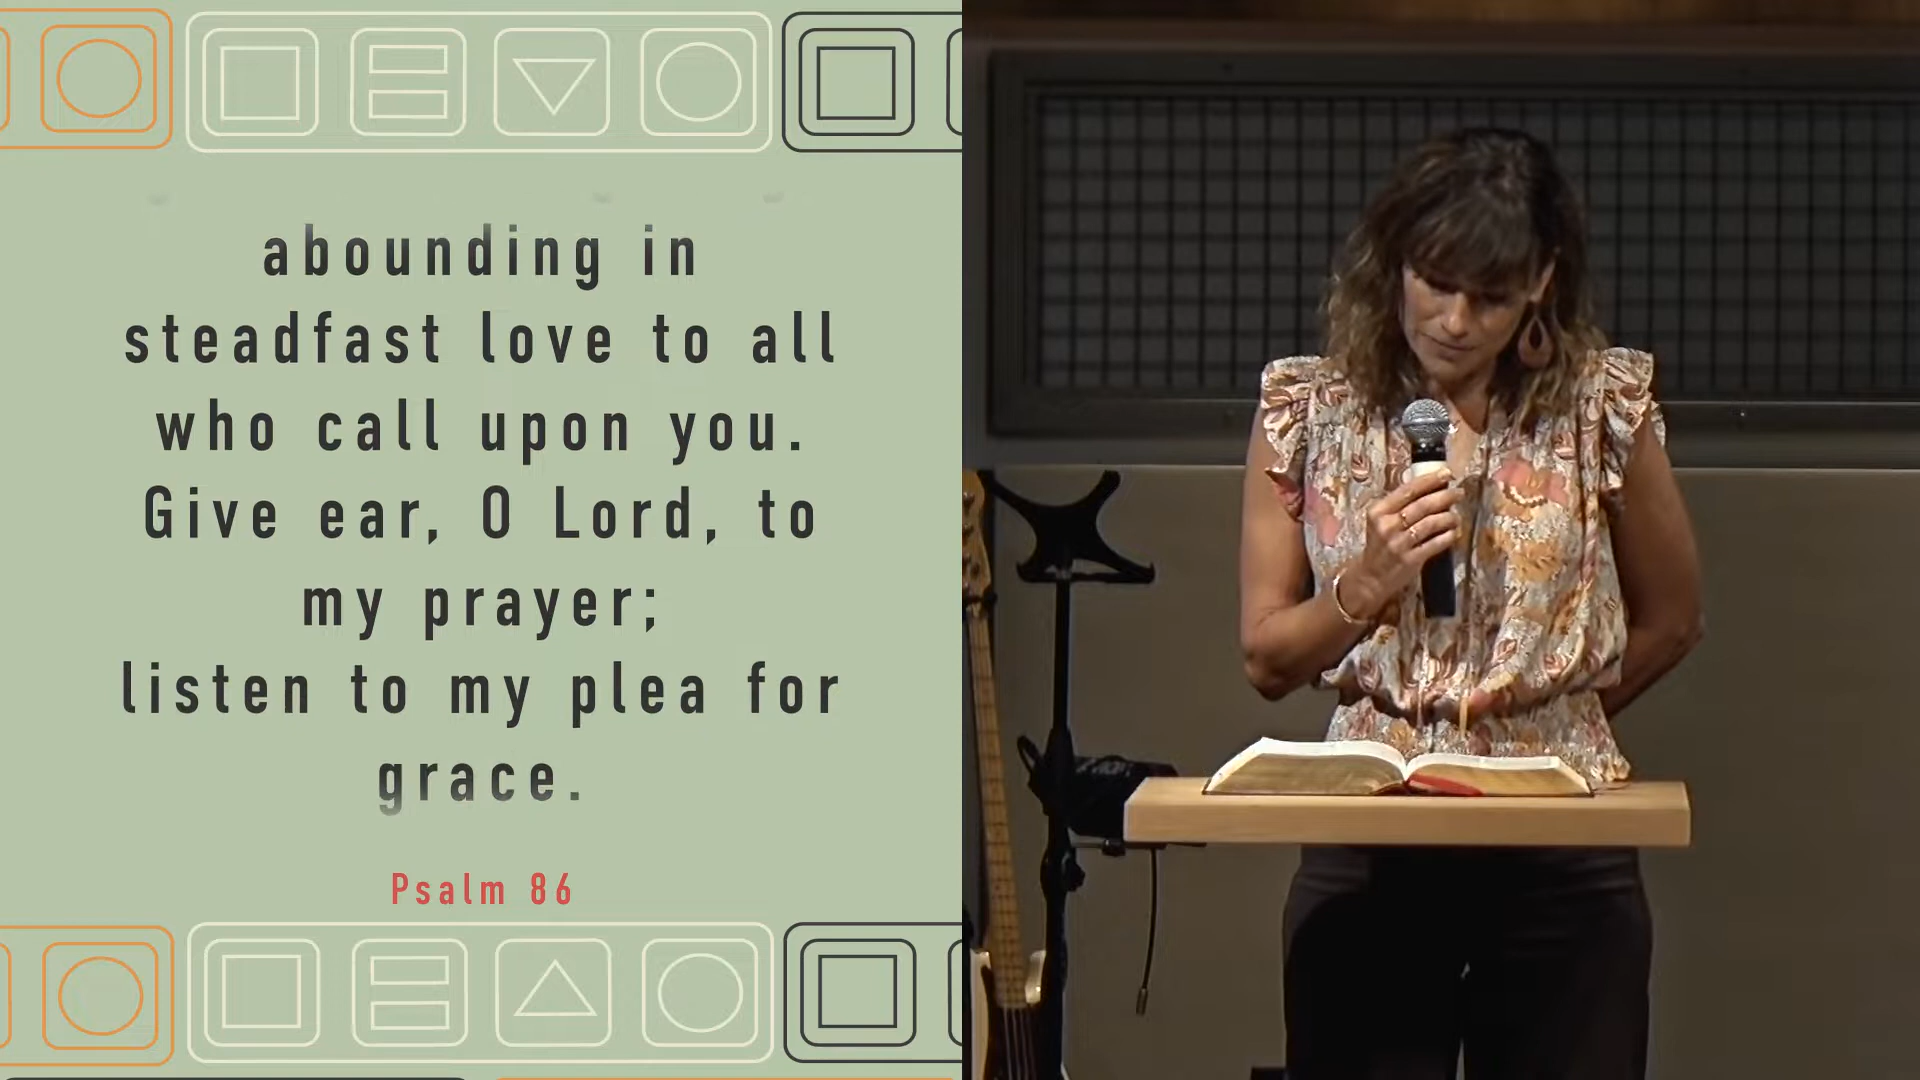 abounding in
steadfast love to all
who call upon you.
Give ear, O Lord, to
my prayer;
listen to my plea for
grace.
Psalm 86